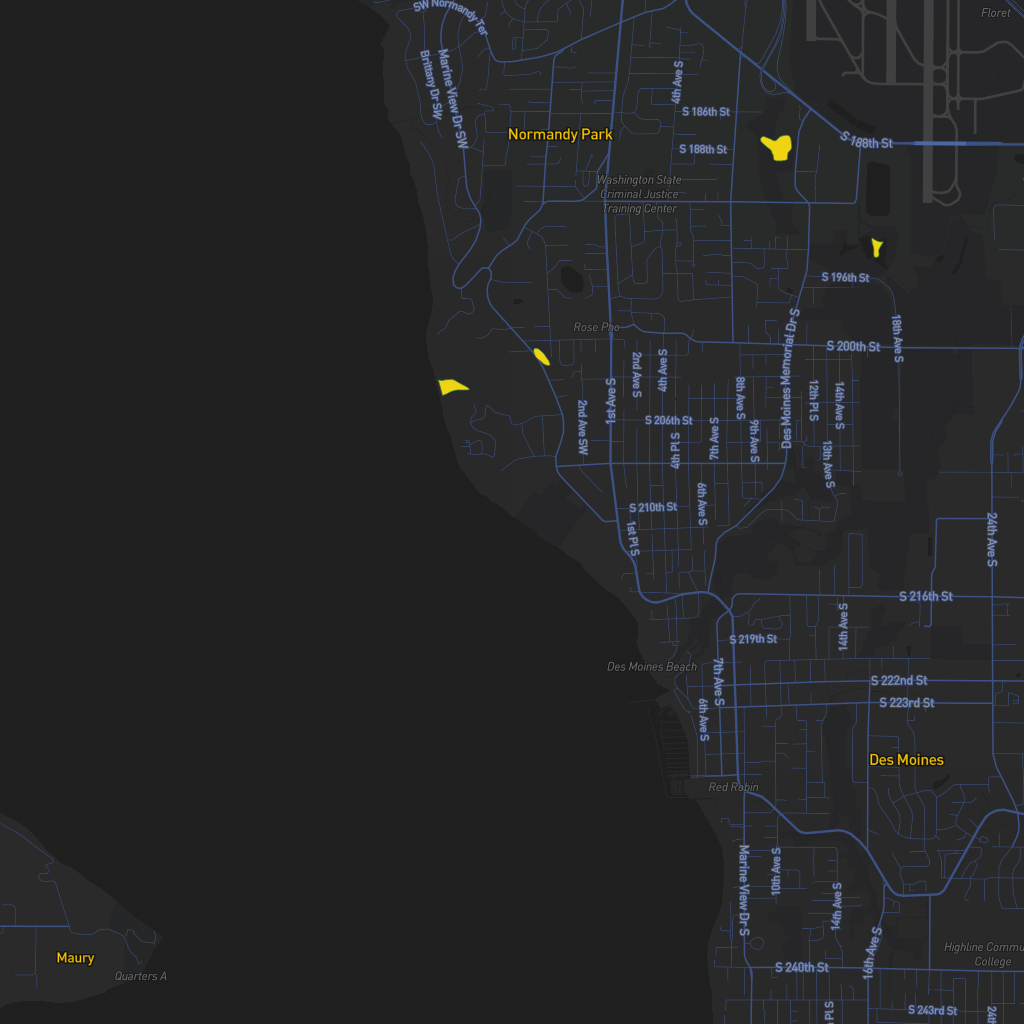 SW Normandy Ter
Floret
Brittany Dr SW
Marine View Dr SW
4th Ave S
S 186th St
Normandy Park
S 188th St
S 188th St
Washington State
Criminal Justice
Training Center
S 196th St
18th Ave S
Rose Pho
S 200th St
Des Moines Memorial Dr S
2nd Ave S
4th Ave S
1st Ave S
8th Ave S
12th Pl S
14th Ave S
2nd Ave SW
S 206th St
7th Ave S
9th Ave S
4th Pl S
13th Ave S
6th Ave S
S 210th St
1st Pl S
24th Ave S
S 216th St
14th Ave S
S 219th St
Des Moines Beach
7th Ave S
S 222nd St
6th Ave S
S 223rd St
Des Moines
Red Robin
Marine View Dr S
10th Ave S
14th Ave S
16th Ave S
Highline Commu
College
Maury
Quarters A
S 240th St
Pl S
S 243rd St
24th